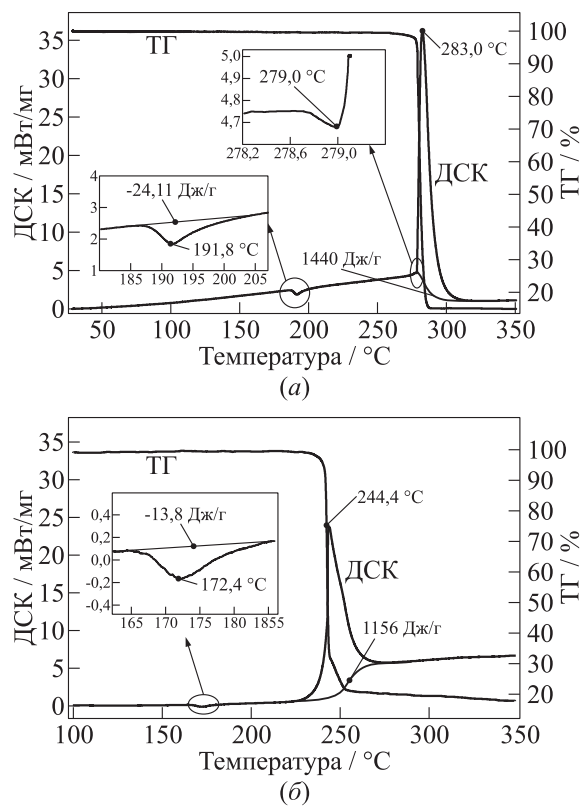 35
30
25
20
15
10
5
0
ДСК / мВт/мг
ТГ
5,0
4,9
4,8
4,7
279,0 °C
278,2
278,6
279,0
283,0 °C
ДСК
-24,11 Дж/г
4
3
2
1
191,8 °C
185 190 195 200 205
1440 Дж/г
100
90
80
70
60
50
40
30
20
ТГ / %
50 100 150 200 250 300 350
Температура / °C
(а)
35
30
25
20
15
10
5
0
ДСК / мВт/мг
ТГ
0,4
0,2
0,0
-0,2
-0,4
-13,8 Дж/г
172,4 °C
165 170 175 180 1855
244,4 °C
ДСК
1156 Дж/г
100
90
80
70
60
50
40
30
20
ТГ / %
100 150 200 250 300 350
Температура / °C
(б)